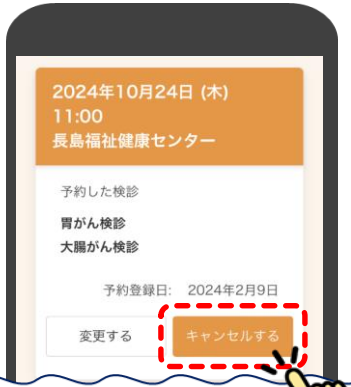 2024年10月24日 (木)
11:00
長島福祉健康センター
予約した検診
胃がん検診
大腸がん検診
予約登録日: 2024年2月9日
変更する キャンセルする